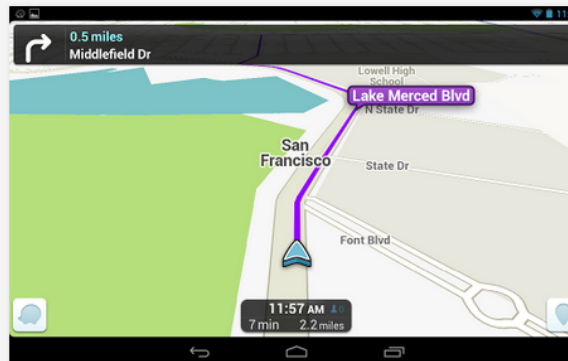 11
0.5 miles
Middlefield Dr
Lowell High
School
Lake Merced Blvd
N State Dr
San
Francisco
State Dr
Font Blvd
11:57 AM
7 min 2.2 miles